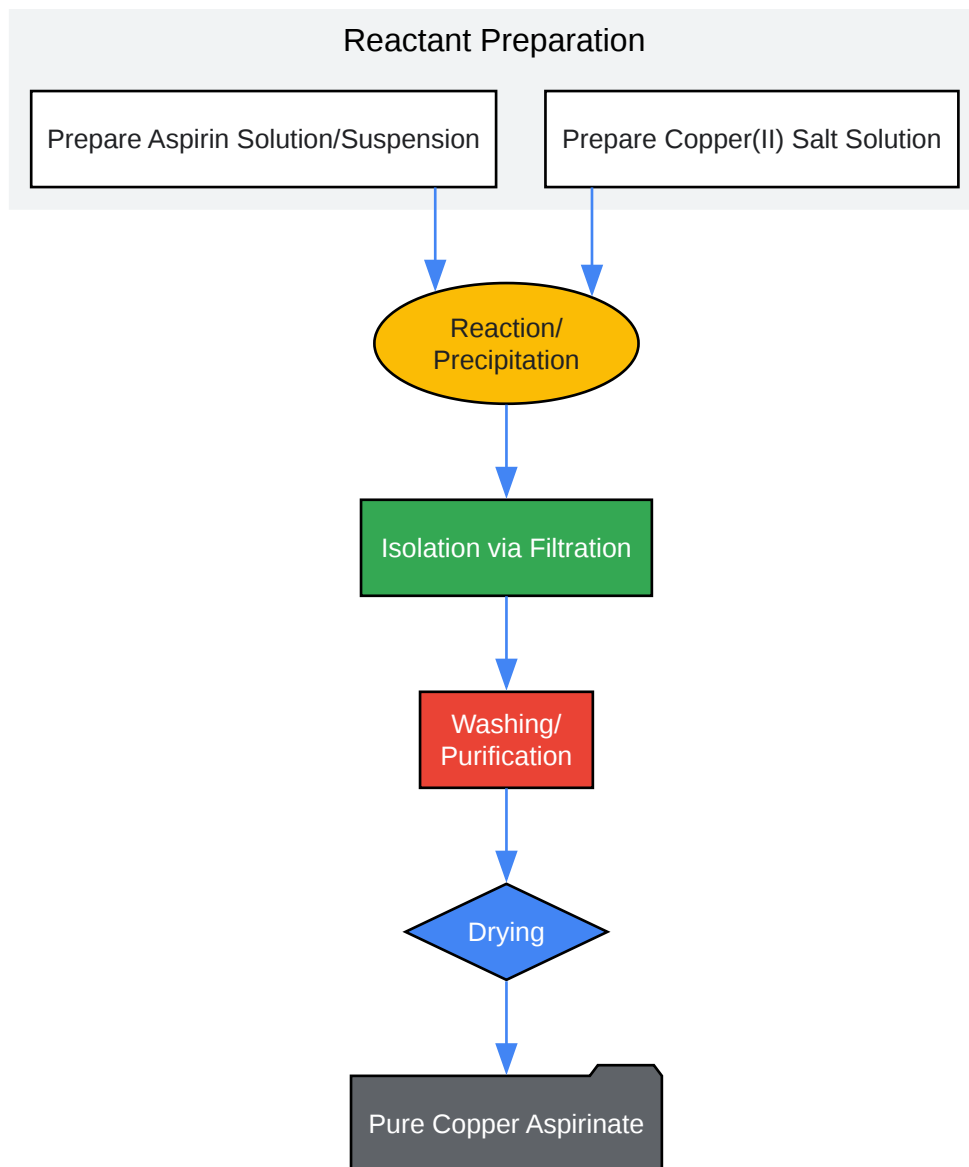 Reactant Preparation
Prepare Aspirin Solution/Suspension
Prepare Copper(II) Salt Solution
Reaction/
Precipitation
Isolation via Filtration
Washing/
Purification
Drying
Pure Copper Aspirinate